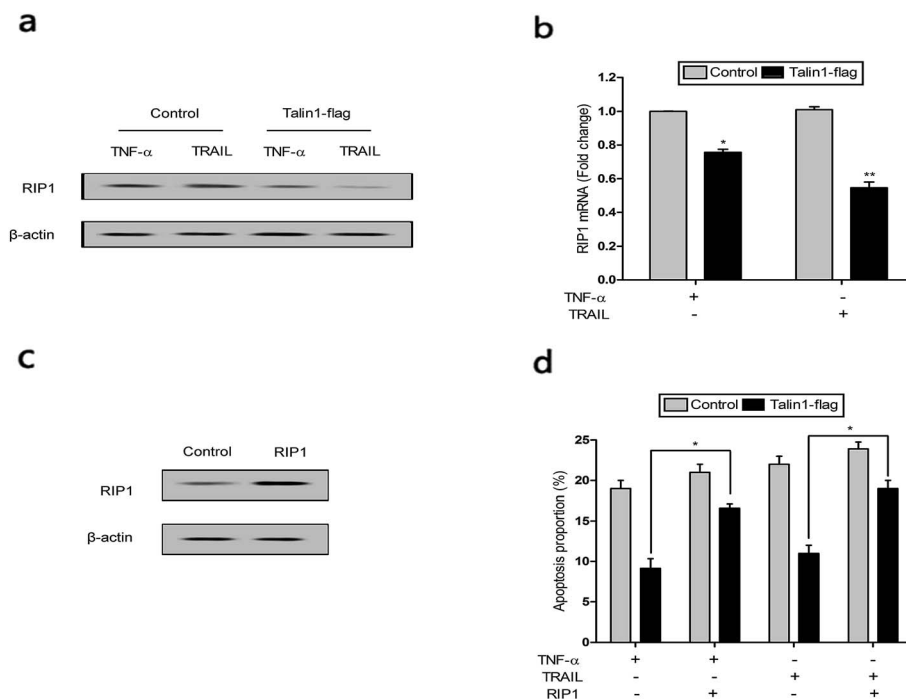 a
Control Talin1-flag
TNF-α TRAIL TNF-α TRAIL
RIP1
β-actin
b
Control Talin1-flag
RIP1 mRNA (Fold change)
1.2
1.0
0.8
0.6
0.4
0.2
0.0
*
**
TNF-α + -
TRAIL - +
c
Control RIP1
RIP1
β-actin
d
Control Talin1-flag
Apoptosis proportion (%)
25
20
15
10
5
0
*
*
TNF-α + + - -
TRAIL - - + +
RIP1 - + - +